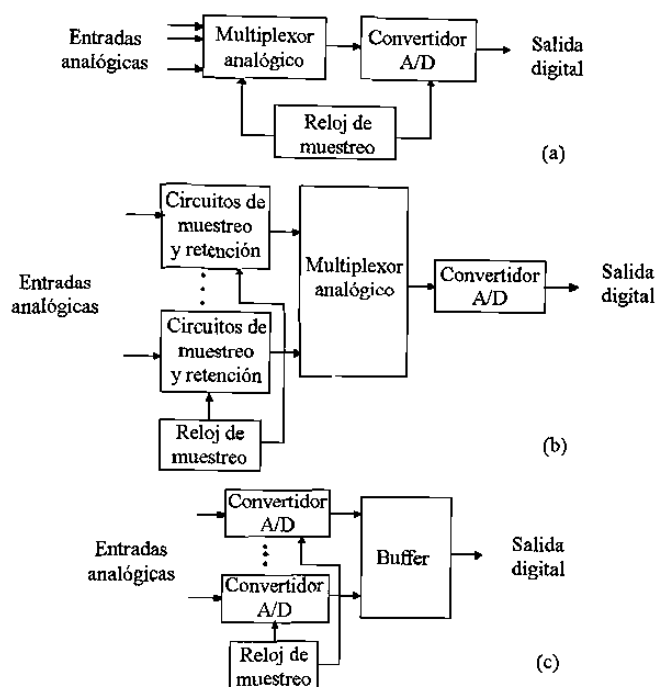 Entradas
analógicas
Multiplexor
analógico
Convertidor
A/D
Salida
digital
Reloj de
muestreo
(a)
Circuitos de
muestreo
y retención
Entradas
analógicas
Circuitos de
muestreo
y retención
Reloj de
muestreo
Multiplexor
analógico
Convertidor
A/D
Salida
digital
(b)
Entradas
analógicas
Convertidor
A/D
Convertidor
A/D
Reloj de
muestreo
Buffer
Salida
digital
(c)